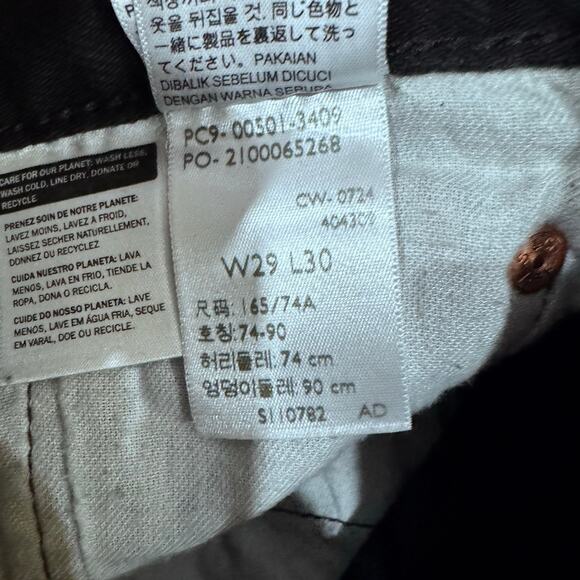 옷을 뒤집을 것. 同じ色物と
一緒に製品を裏返して洗っ
てください. PAKAIAN
DIBALIK SEBELUM DICUCI
DENGAN WARNA
PC9- 00501-3409
PO- 2100065268
CW- 0724
W29 L30
尺码: 165/74A
호칭:74-90
허리둘레: 74 cm
엉덩이둘레: 90 cm
S110782 AD
CARE FOR OUR PLANET: WASH LESS,
WASH COLD, LINE DRY, DONATE OR
RECYCLE
PRENEZ SOIN DE NOTRE PLANETE:
LAVEZ MOINS, LAVEZ A FROID,
LAISSEZ SECHER NATURELLEMENT,
DONNEZ OU RECYCLEZ
CUIDA NUESTRO PLANETA: LAVA
MENOS, LAVA EN FRIO, TIENDE LA
ROPA, DONA O RECICLA.
CUIDE DO NOSSO PLANETA: LAVE
MENOS, LAVE EM ÁGUA FRIA, SEQUE
EM VARAL, DOE OU RECICLE.